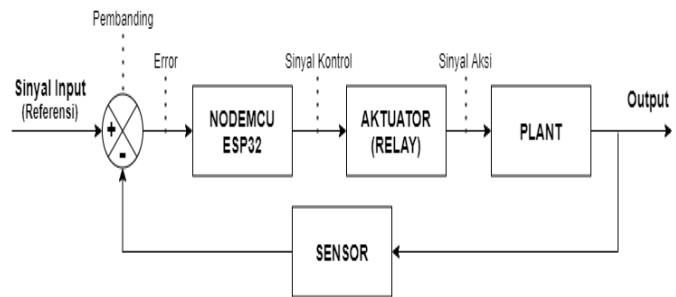 Pembanding
Error
Sinyal Kontrol
Sinyal Aksi
Sinyal Input
(Referensi)
+
-
NODEMCU
ESP32
AKTUATOR
(RELAY)
PLANT
Output
SENSOR